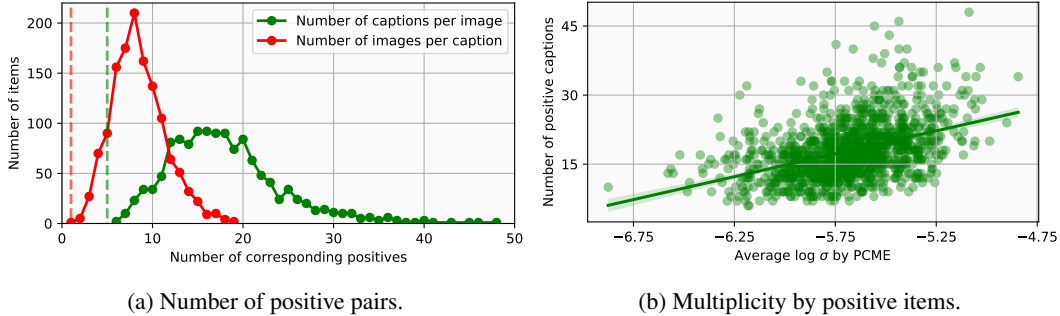 Number of items
200
150
100
50
0
Number of captions per image
Number of images per caption
0 10 20 30 40 50
Number of corresponding positives
(a) Number of positive pairs.
Number of positive captions
45
30
15
−6.75 −6.25 −5.75 −5.25 −4.75
Average log σ by PCME
(b) Multiplicity by positive items.